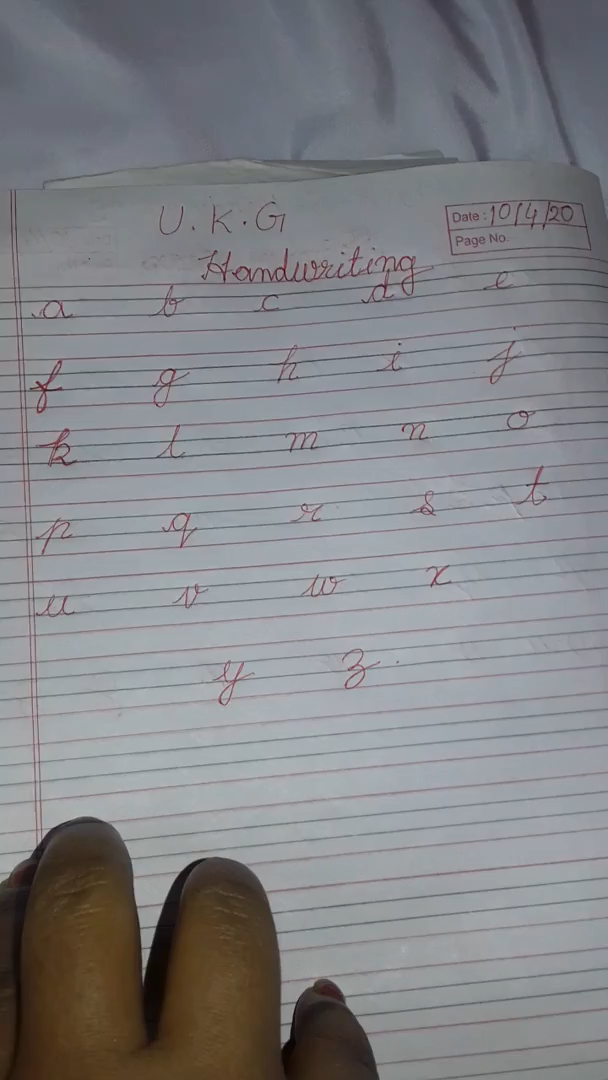 U.K.G
Date: 10/4/20
Page No.
Handwriting
a b c d e
f g h i j
k l m n o
p q r s t
u v w x
y z.